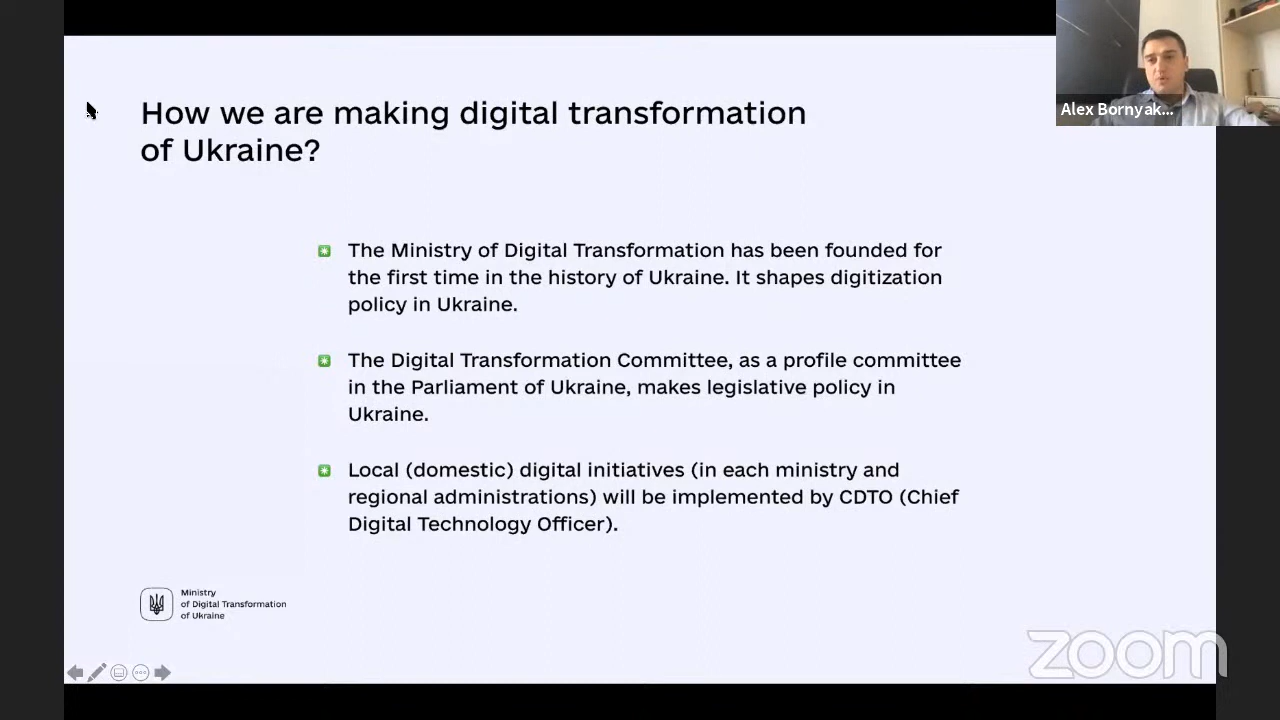 How we are making digital transformation
of Ukraine?
Alex Bornyak...
The Ministry of Digital Transformation has been founded for
the first time in the history of Ukraine. It shapes digitization
policy in Ukraine.
The Digital Transformation Committee, as a profile committee
in the Parliament of Ukraine, makes legislative policy in
Ukraine.
Local (domestic) digital initiatives (in each ministry and
regional administrations) will be implemented by CDTO (Chief
Digital Technology Officer).
Ministry
of Digital Transformation
of Ukraine
zoom